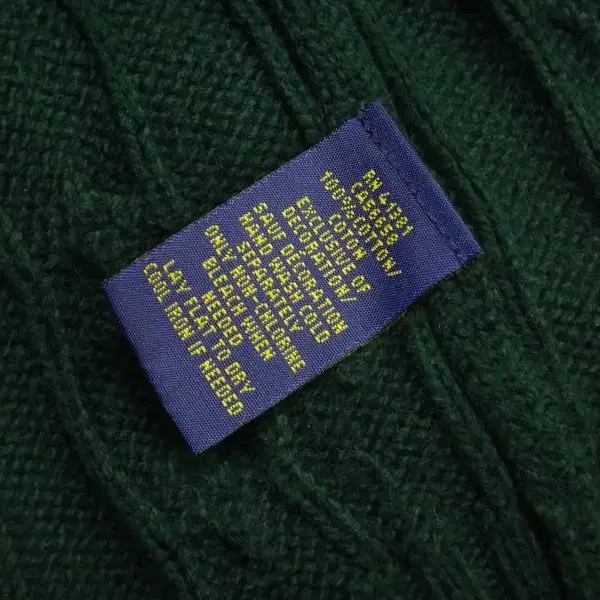 RN 41381
CA00153
100% COTTON/
COTON
EXCLUSIVE OF
DECORATION/
SAUF DÉCORATION
HAND WASH COLD
SEPARATELY
ONLY NON-CHLORINE
BLEACH WHEN
NEEDED
LAY FLAT TO DRY
COOL IRON IF NEEDED